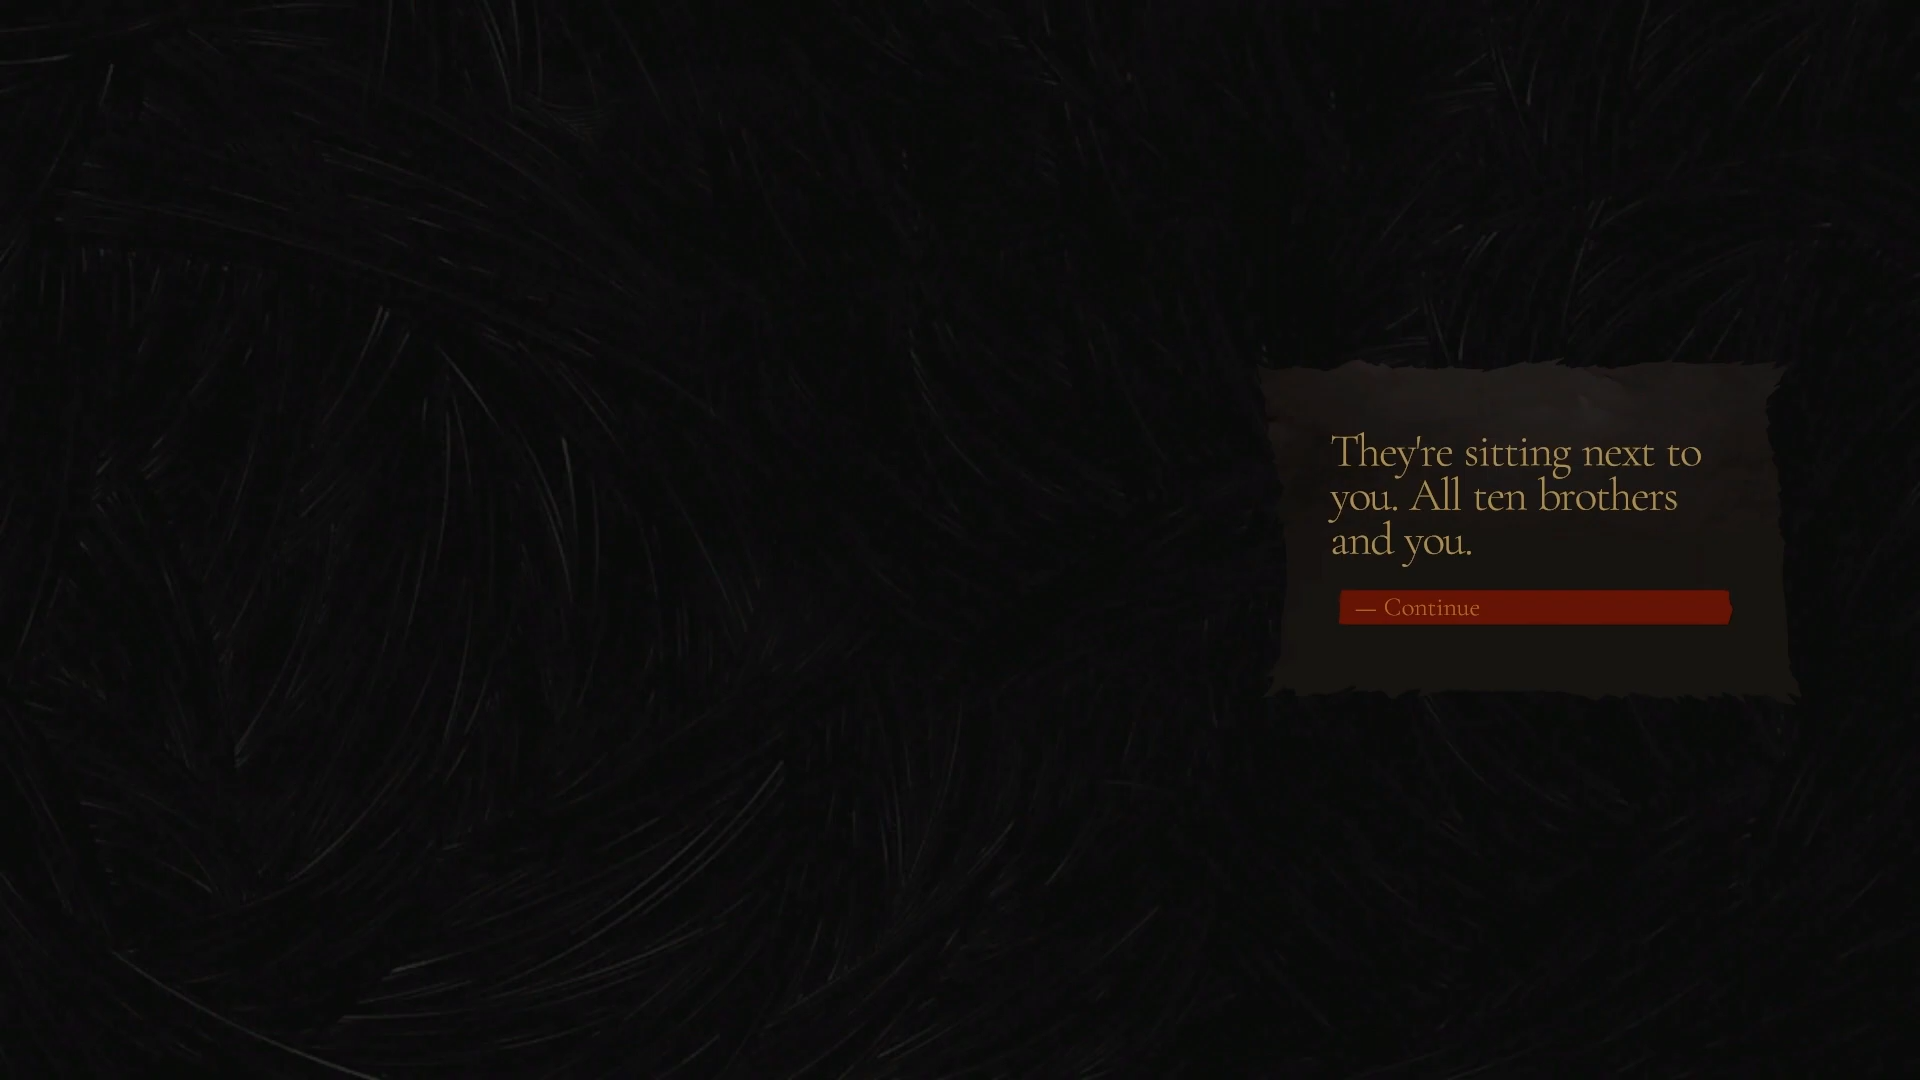 They're sitting next to
you. All ten brothers
and you.
— Continue